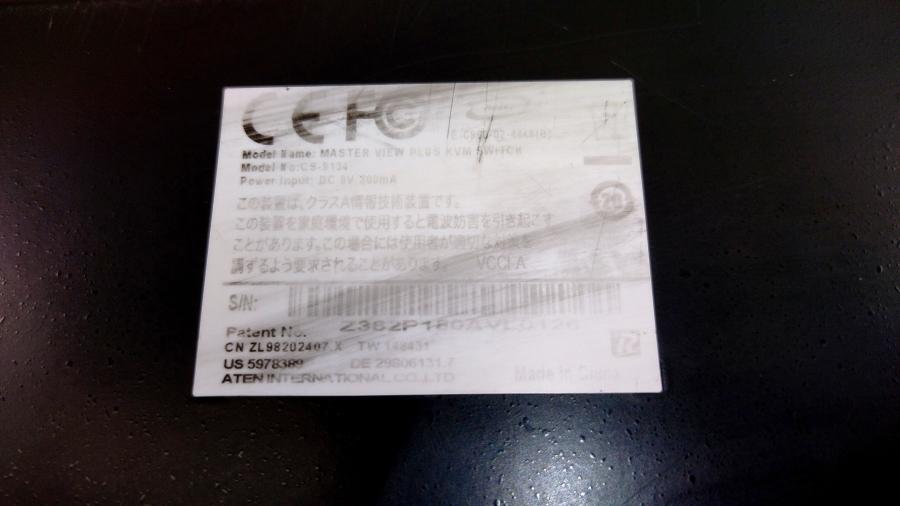 CE FC
Model Name: MASTER VIEW PLUS KVM SWITCH
Model No:CS-9134
Power Input: DC 9V 300mA
この装置は、クラスA情報技術装置です。
この装置を家庭環境で使用すると電波妨害を引き起こす
ことがあります。この場合には使用者が適切な対策を
講ずるよう要求されることがあります。 VCCI-A
20
S/N:
Patent No.
CN ZL98202407.X TW 148431
US 5978389 DE 29806131.7
ATEN INTERNATIONAL CO.,LTD Made in China